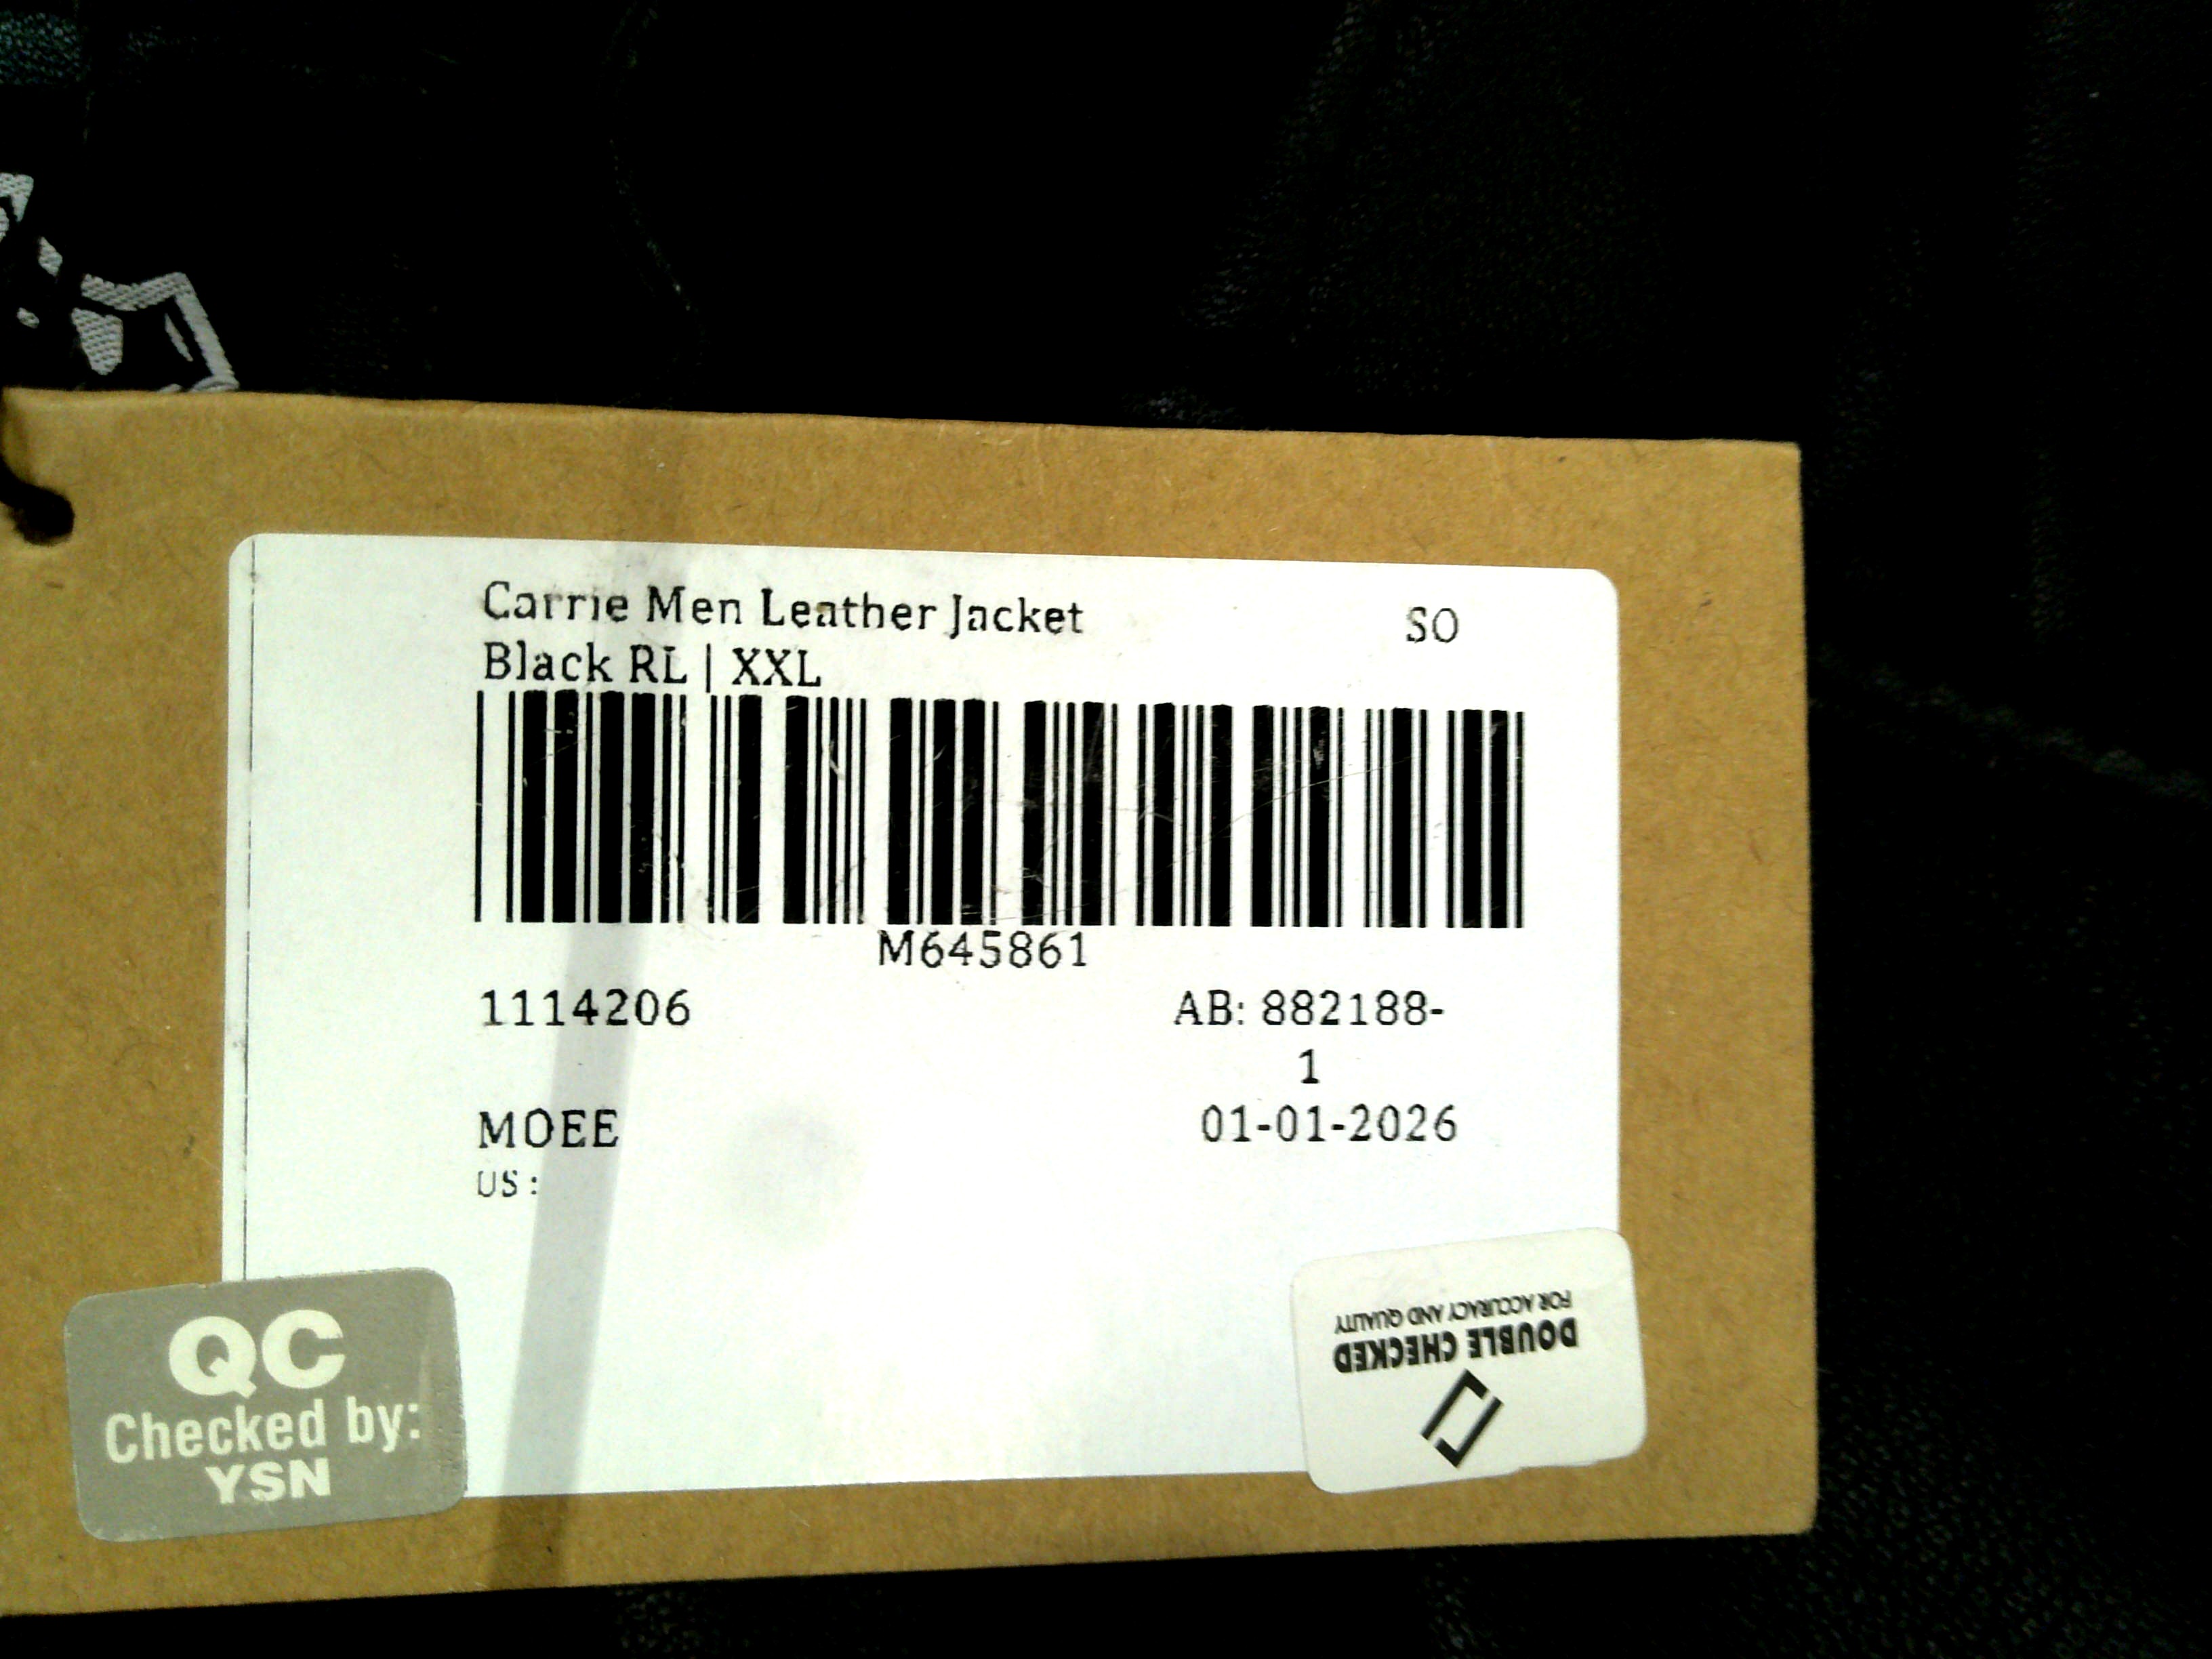 Carrie Men Leather Jacket
SO
Black RL | XXL
M645861
1114206
AB: 882188-
1
MOEE
01-01-2026
US :
QC
Checked by:
YSN
DOUBLE CHECKED
FOR ACCURACY AND QUALITY